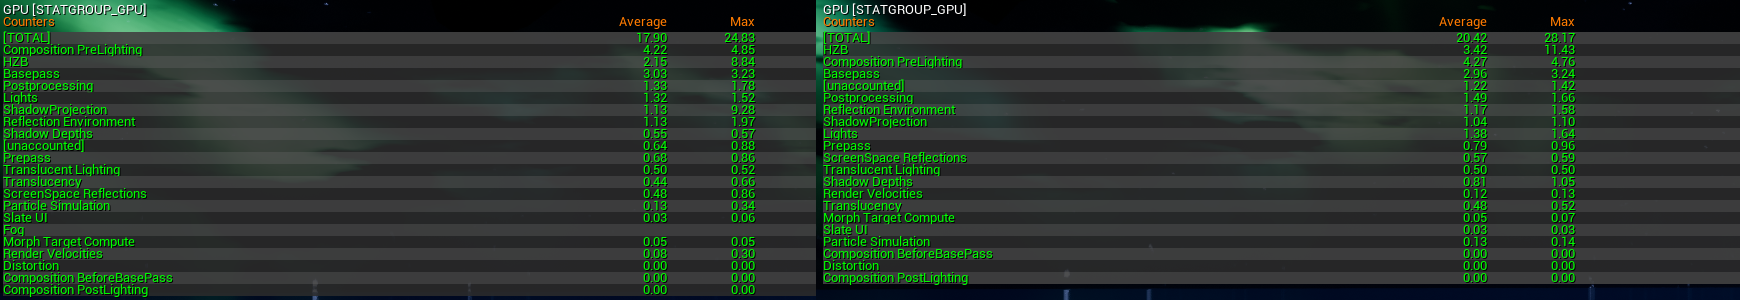 GPU [STATGROUP_GPU]
Counters Average Max
[TOTAL] 17.90 24.83
Composition PreLighting 4.22 4.85
HZB 2.15 8.84
Basepass 3.03 3.23
Postprocessing 1.33 1.78
Lights 1.32 1.52
ShadowProjection 1.13 9.28
Reflection Environment 1.13 1.97
Shadow Depths 0.55 0.57
[unaccounted] 0.64 0.88
Prepass 0.68 0.86
Translucent Lighting 0.50 0.52
Translucency 0.44 0.66
ScreenSpace Reflections 0.48 0.86
Particle Simulation 0.13 0.34
Slate UI 0.03 0.06
Fog
Morph Target Compute 0.05 0.05
Render Velocities 0.08 0.30
Distortion 0.00 0.00
Composition BeforeBasePass 0.00 0.00
Composition PostLighting 0.00 0.00
GPU [STATGROUP_GPU]
Counters Average Max
[TOTAL] 20.42 28.17
HZB 3.42 11.43
Composition PreLighting 4.27 4.76
Basepass 2.96 3.24
[unaccounted] 1.22 1.42
Postprocessing 1.49 1.66
Reflection Environment 1.17 1.58
ShadowProjection 1.04 1.10
Lights 1.38 1.64
Prepass 0.79 0.96
ScreenSpace Reflections 0.57 0.59
Translucent Lighting 0.50 0.50
Shadow Depths 0.81 1.05
Render Velocities 0.12 0.13
Translucency 0.48 0.52
Morph Target Compute 0.05 0.07
Slate UI 0.03 0.03
Particle Simulation 0.13 0.14
Composition BeforeBasePass 0.00 0.00
Distortion 0.00 0.00
Composition PostLighting 0.00 0.00